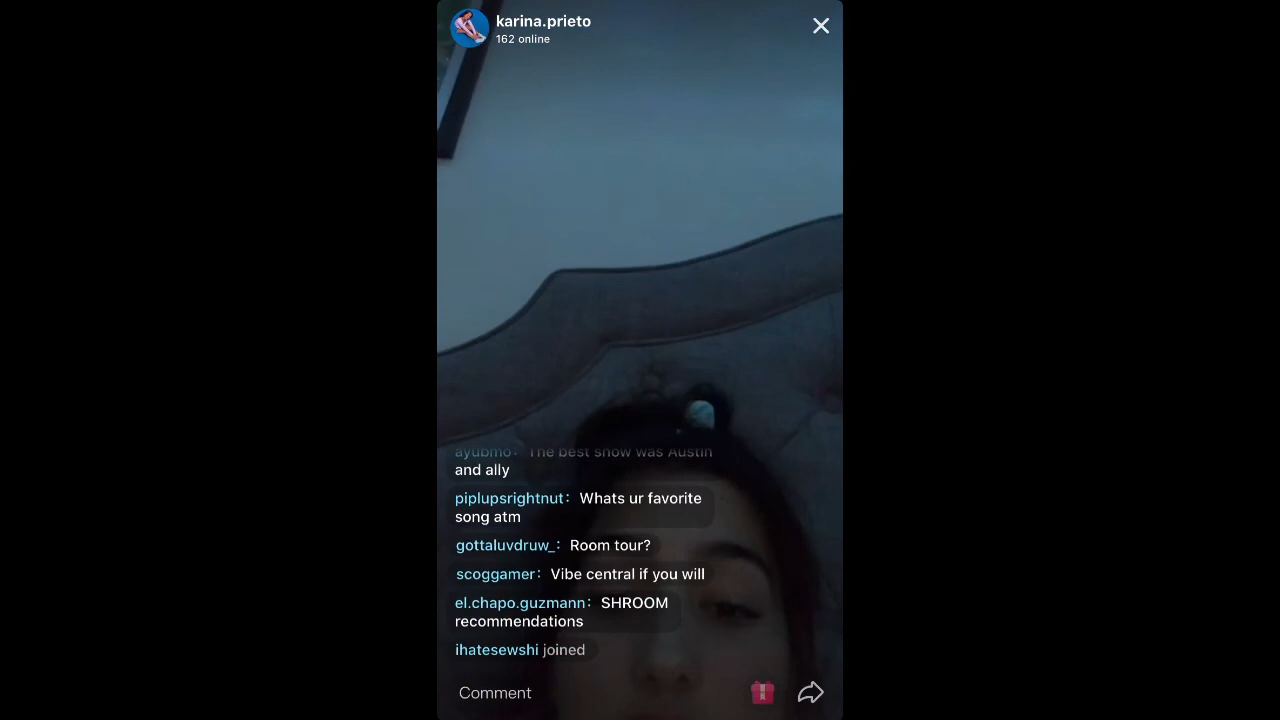 karina.prieto
162 online
ayubmo: The best show was Austin
and ally
piplupsrightnut: Whats ur favorite
song atm
gottaluvdruw_: Room tour?
scoggamer: Vibe central if you will
el.chapo.guzmann: SHROOM
recommendations
ihatesewshi joined
Comment